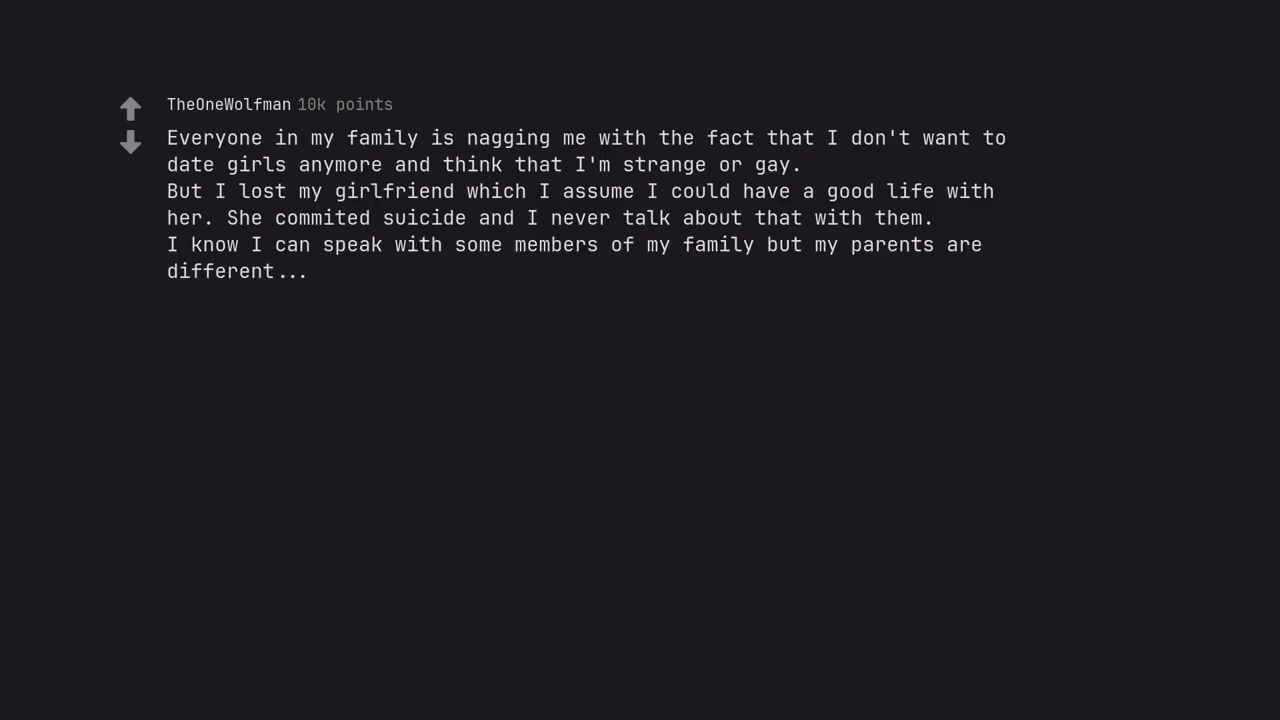 TheOneWolfman 10k points
Everyone in my family is nagging me with the fact that I don't want to
date girls anymore and think that I'm strange or gay.
But I lost my girlfriend which I assume I could have a good life with
her. She commited suicide and I never talk about that with them.
I know I can speak with some members of my family but my parents are
different...